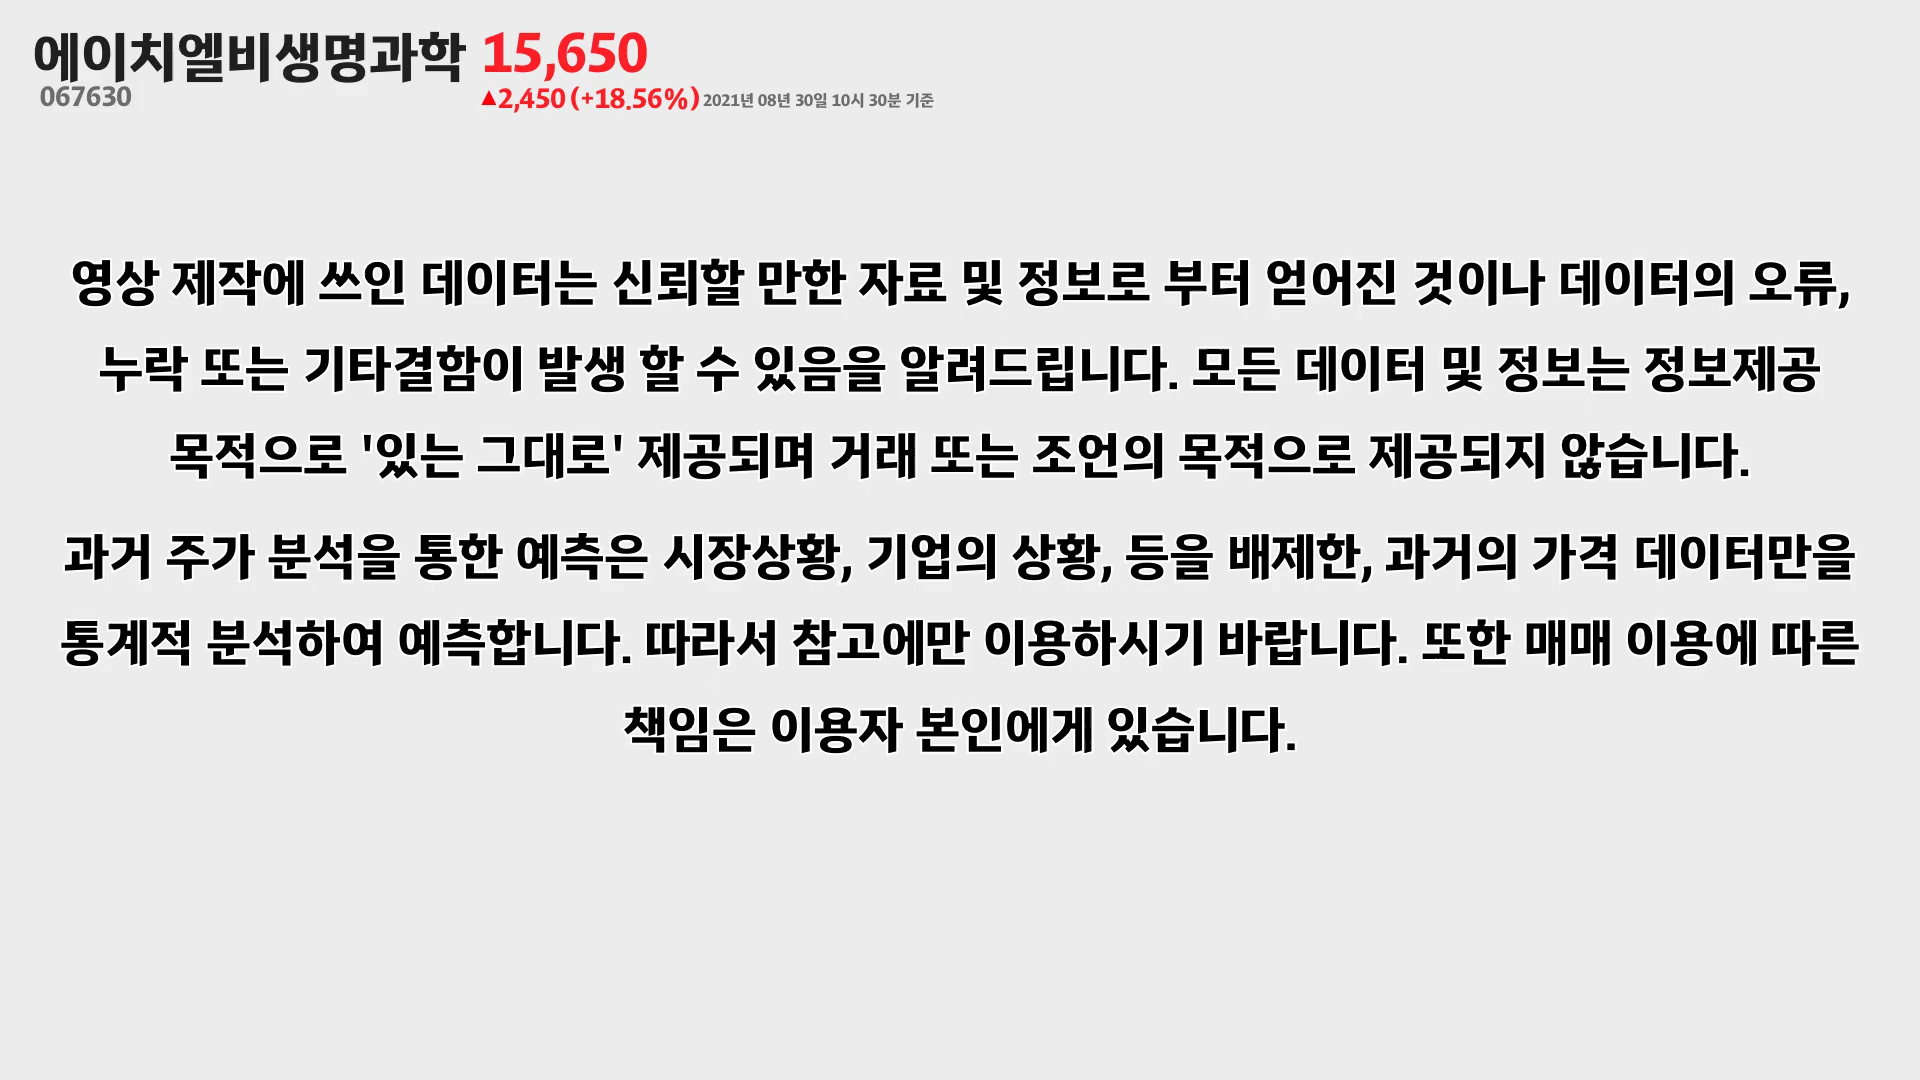 에이치엘비생명과학 15,650
067630
▲2,450 (+18.56%) 2021년 08년 30일 10시 30분 기준
영상 제작에 쓰인 데이터는 신뢰할 만한 자료 및 정보로 부터 얻어진 것이나 데이터의 오류,
누락 또는 기타결함이 발생 할 수 있음을 알려드립니다. 모든 데이터 및 정보는 정보제공
목적으로 '있는 그대로' 제공되며 거래 또는 조언의 목적으로 제공되지 않습니다.
과거 주가 분석을 통한 예측은 시장상황, 기업의 상황, 등을 배제한, 과거의 가격 데이터만을
통계적 분석하여 예측합니다. 따라서 참고에만 이용하시기 바랍니다. 또한 매매 이용에 따른
책임은 이용자 본인에게 있습니다.